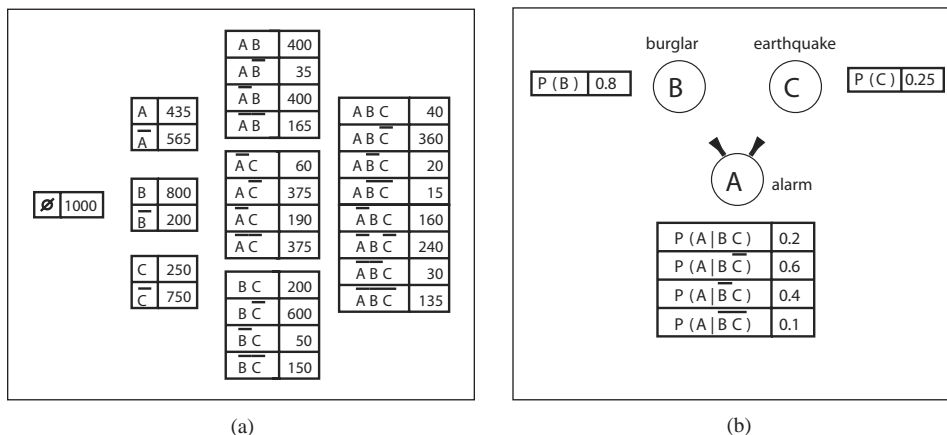 ∅ 1000
A 435
A̅ 565
B 800
B̅ 200
C 250
C̅ 750
A B 400
A B̅ 35
A̅ B 400
A̅ B̅ 165
A̅ C 60
A C̅ 375
A̅ C 190
A̅ C̅ 375
B C 200
B C̅ 600
B̅ C 50
B̅ C̅ 150
A B C 40
A B C̅ 360
A B̅ C 20
A B̅ C̅ 15
A̅ B C 160
A̅ B C̅ 240
A̅ B̅ C 30
A̅ B̅ C̅ 135
(a)
burglar earthquake
P ( B ) 0.8 B C P ( C ) 0.25
A alarm
P ( A | B C ) 0.2
P ( A | B C̅ ) 0.6
P ( A | B̅ C ) 0.4
P ( A | B̅ C̅ ) 0.1
(b)